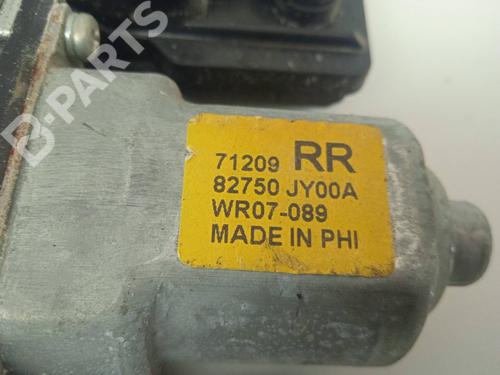 B-PARTS
71209 RR
82750 JY00A
WR07-089
MADE IN PHI